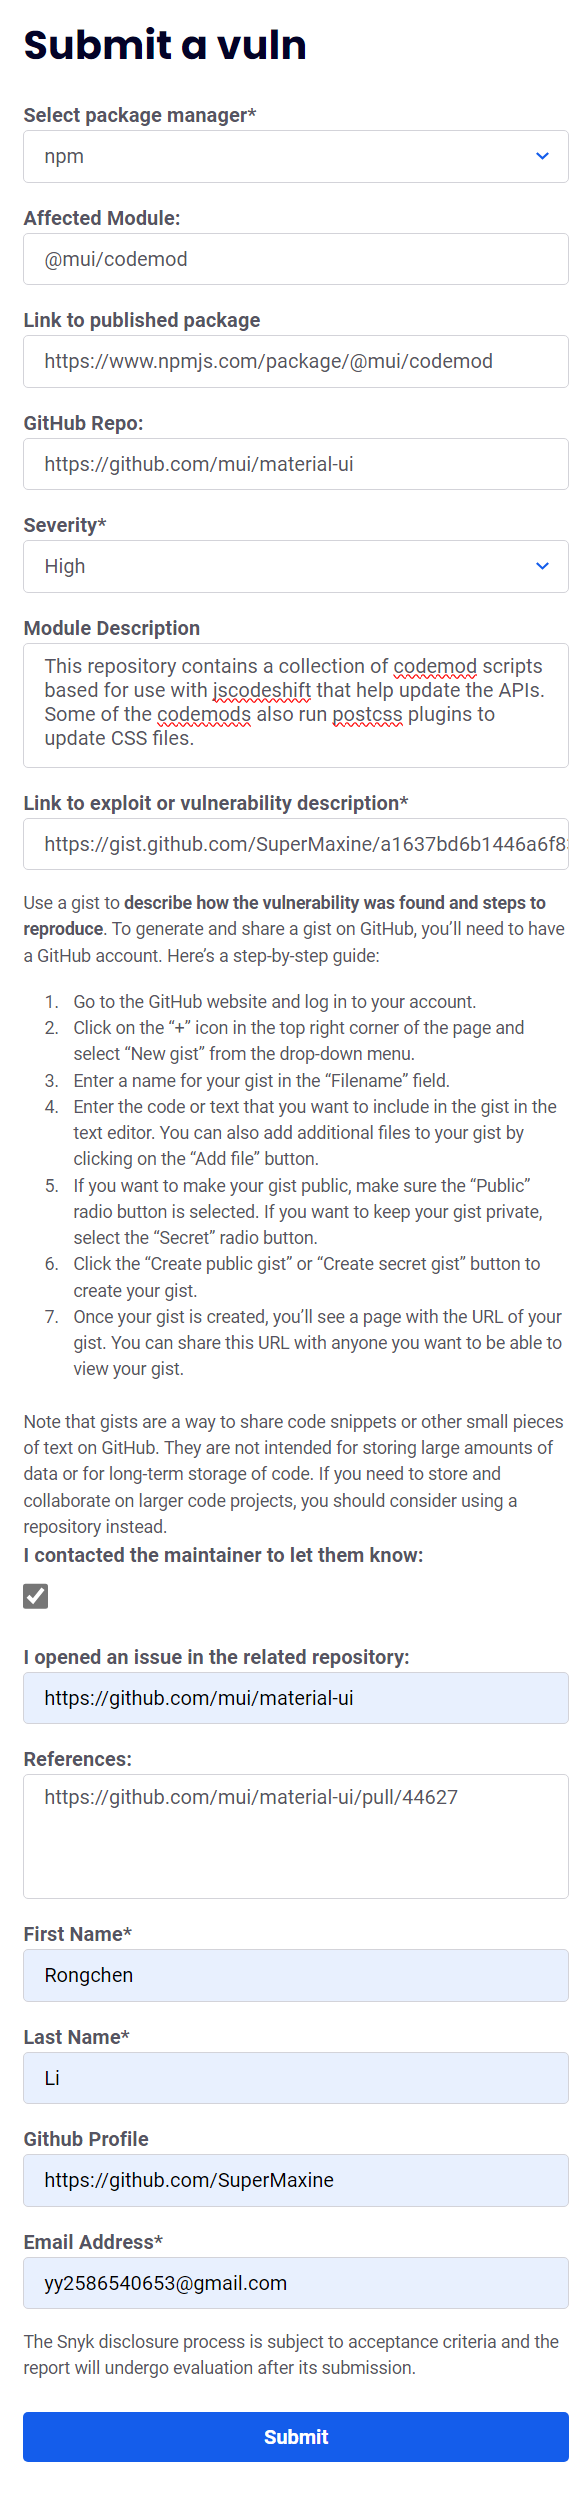 Submit a vuln
Select package manager*
npm
Affected Module:
@mui/codemod
Link to published package
https://www.npmjs.com/package/@mui/codemod
GitHub Repo:
https://github.com/mui/material-ui
Severity*
High
Module Description
This repository contains a collection of codemod scripts
based for use with jscodeshift that help update the APIs.
Some of the codemods also run postcss plugins to
update CSS files.
Link to exploit or vulnerability description*
https://gist.github.com/SuperMaxine/a1637bd6b1446a6f8
Use a gist to describe how the vulnerability was found and steps to
reproduce. To generate and share a gist on GitHub, you’ll need to have
a GitHub account. Here’s a step-by-step guide:
1. Go to the GitHub website and log in to your account.
2. Click on the “+” icon in the top right corner of the page and
select “New gist” from the drop-down menu.
3. Enter a name for your gist in the “Filename” field.
4. Enter the code or text that you want to include in the gist in the
text editor. You can also add additional files to your gist by
clicking on the “Add file” button.
5. If you want to make your gist public, make sure the “Public”
radio button is selected. If you want to keep your gist private,
select the “Secret” radio button.
6. Click the “Create public gist” or “Create secret gist” button to
create your gist.
7. Once your gist is created, you’ll see a page with the URL of your
gist. You can share this URL with anyone you want to be able to
view your gist.
Note that gists are a way to share code snippets or other small pieces
of text on GitHub. They are not intended for storing large amounts of
data or for long-term storage of code. If you need to store and
collaborate on larger code projects, you should consider using a
repository instead.
I contacted the maintainer to let them know:
I opened an issue in the related repository:
https://github.com/mui/material-ui
References:
https://github.com/mui/material-ui/pull/44627
First Name*
Rongchen
Last Name*
Li
Github Profile
https://github.com/SuperMaxine
Email Address*
yy2586540653@gmail.com
The Snyk disclosure process is subject to acceptance criteria and the
report will undergo evaluation after its submission.
Submit